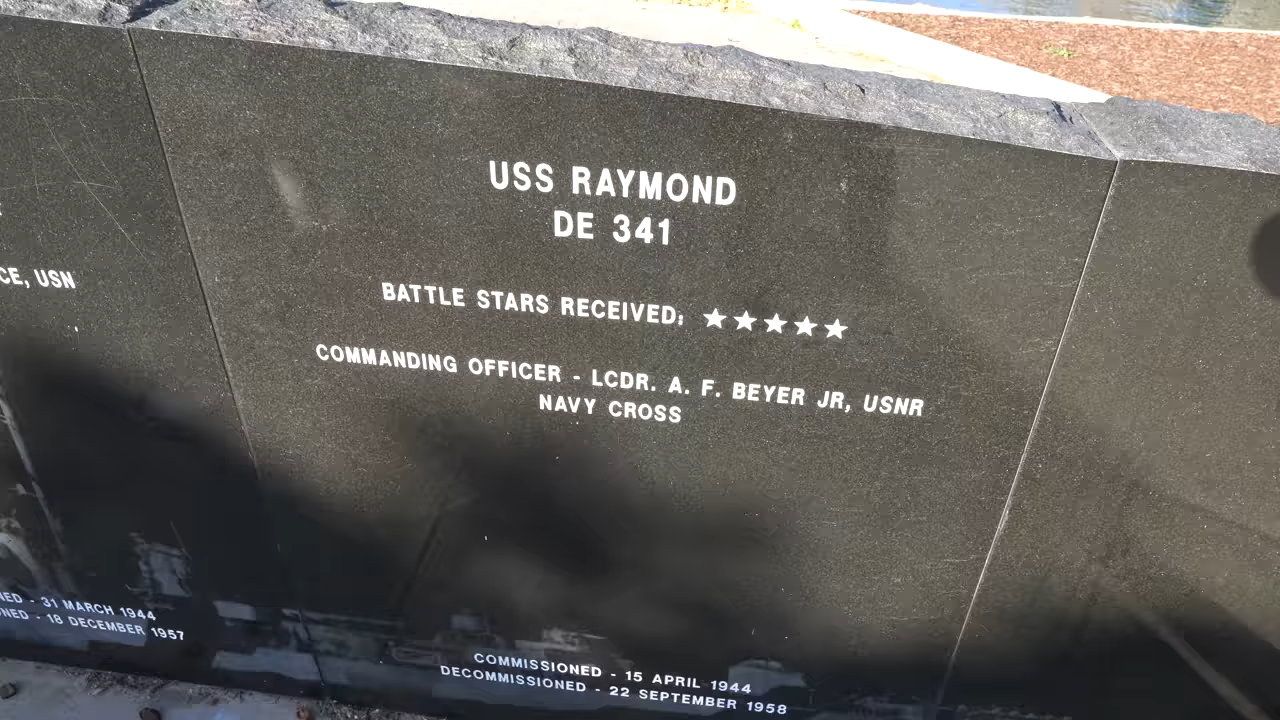 CE, USN
NED - 31 MARCH 1944
NED - 18 DECEMBER 1957
USS RAYMOND
DE 341
BATTLE STARS RECEIVED: ★★★★★
COMMANDING OFFICER - LCDR. A. F. BEYER JR, USNR
NAVY CROSS
COMMISSIONED - 15 APRIL 1944
DECOMMISSIONED - 22 SEPTEMBER 1958